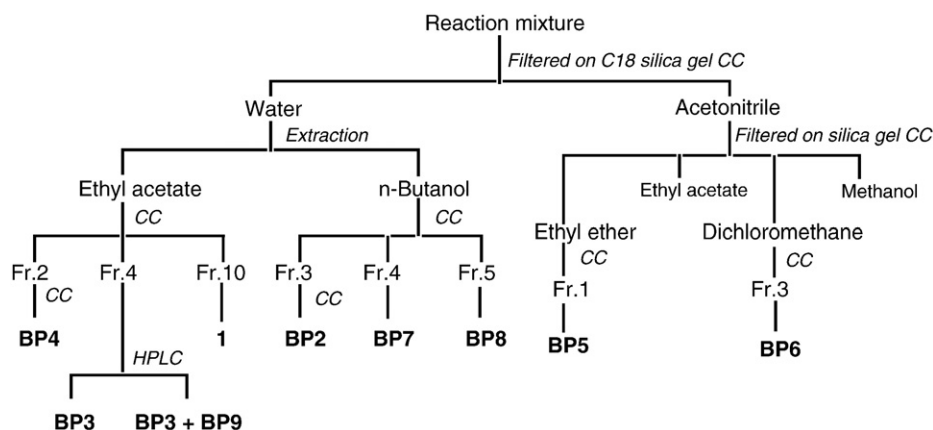 Reaction mixture
Filtered on C18 silica gel CC
Water
Acetonitrile
Extraction
Filtered on silica gel CC
Ethyl acetate
n-Butanol
Ethyl acetate
Methanol
CC
CC
Ethyl ether
Dichloromethane
CC
CC
Fr.2
Fr.4
Fr.10
Fr.3
Fr.4
Fr.5
Fr.1
Fr.3
CC
CC
BP4
1
BP2
BP7
BP8
BP5
BP6
HPLC
BP3
BP3 + BP9